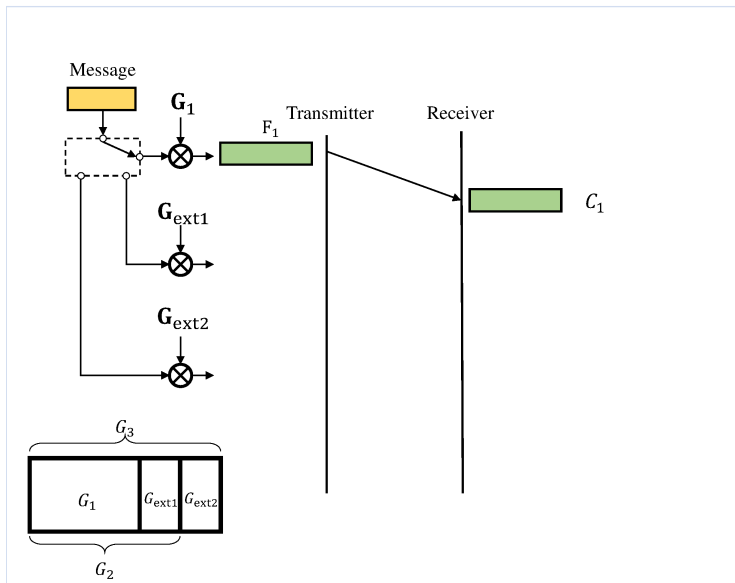 Message
G₁
Transmitter
Receiver
F₁
C₁
Gext1
Gext2
G₃
G₁
Gext1
Gext2
G₂